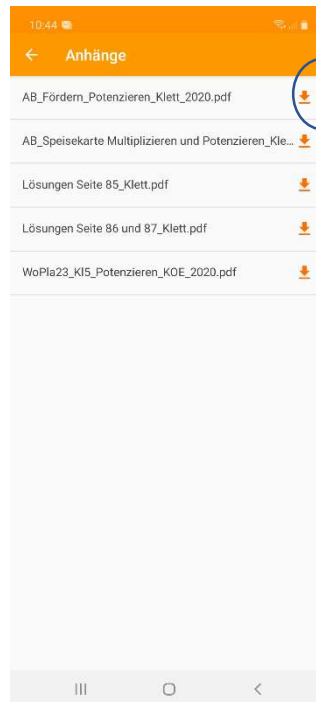 10:44
Anhänge
AB_Fördern_Potenzieren_Klett_2020.pdf
AB_Speisekarte Multiplizieren und Potenzieren_Kle...
Lösungen Seite 85_Klett.pdf
Lösungen Seite 86 und 87_Klett.pdf
WoPla23_Kl5_Potenzieren_KOE_2020.pdf